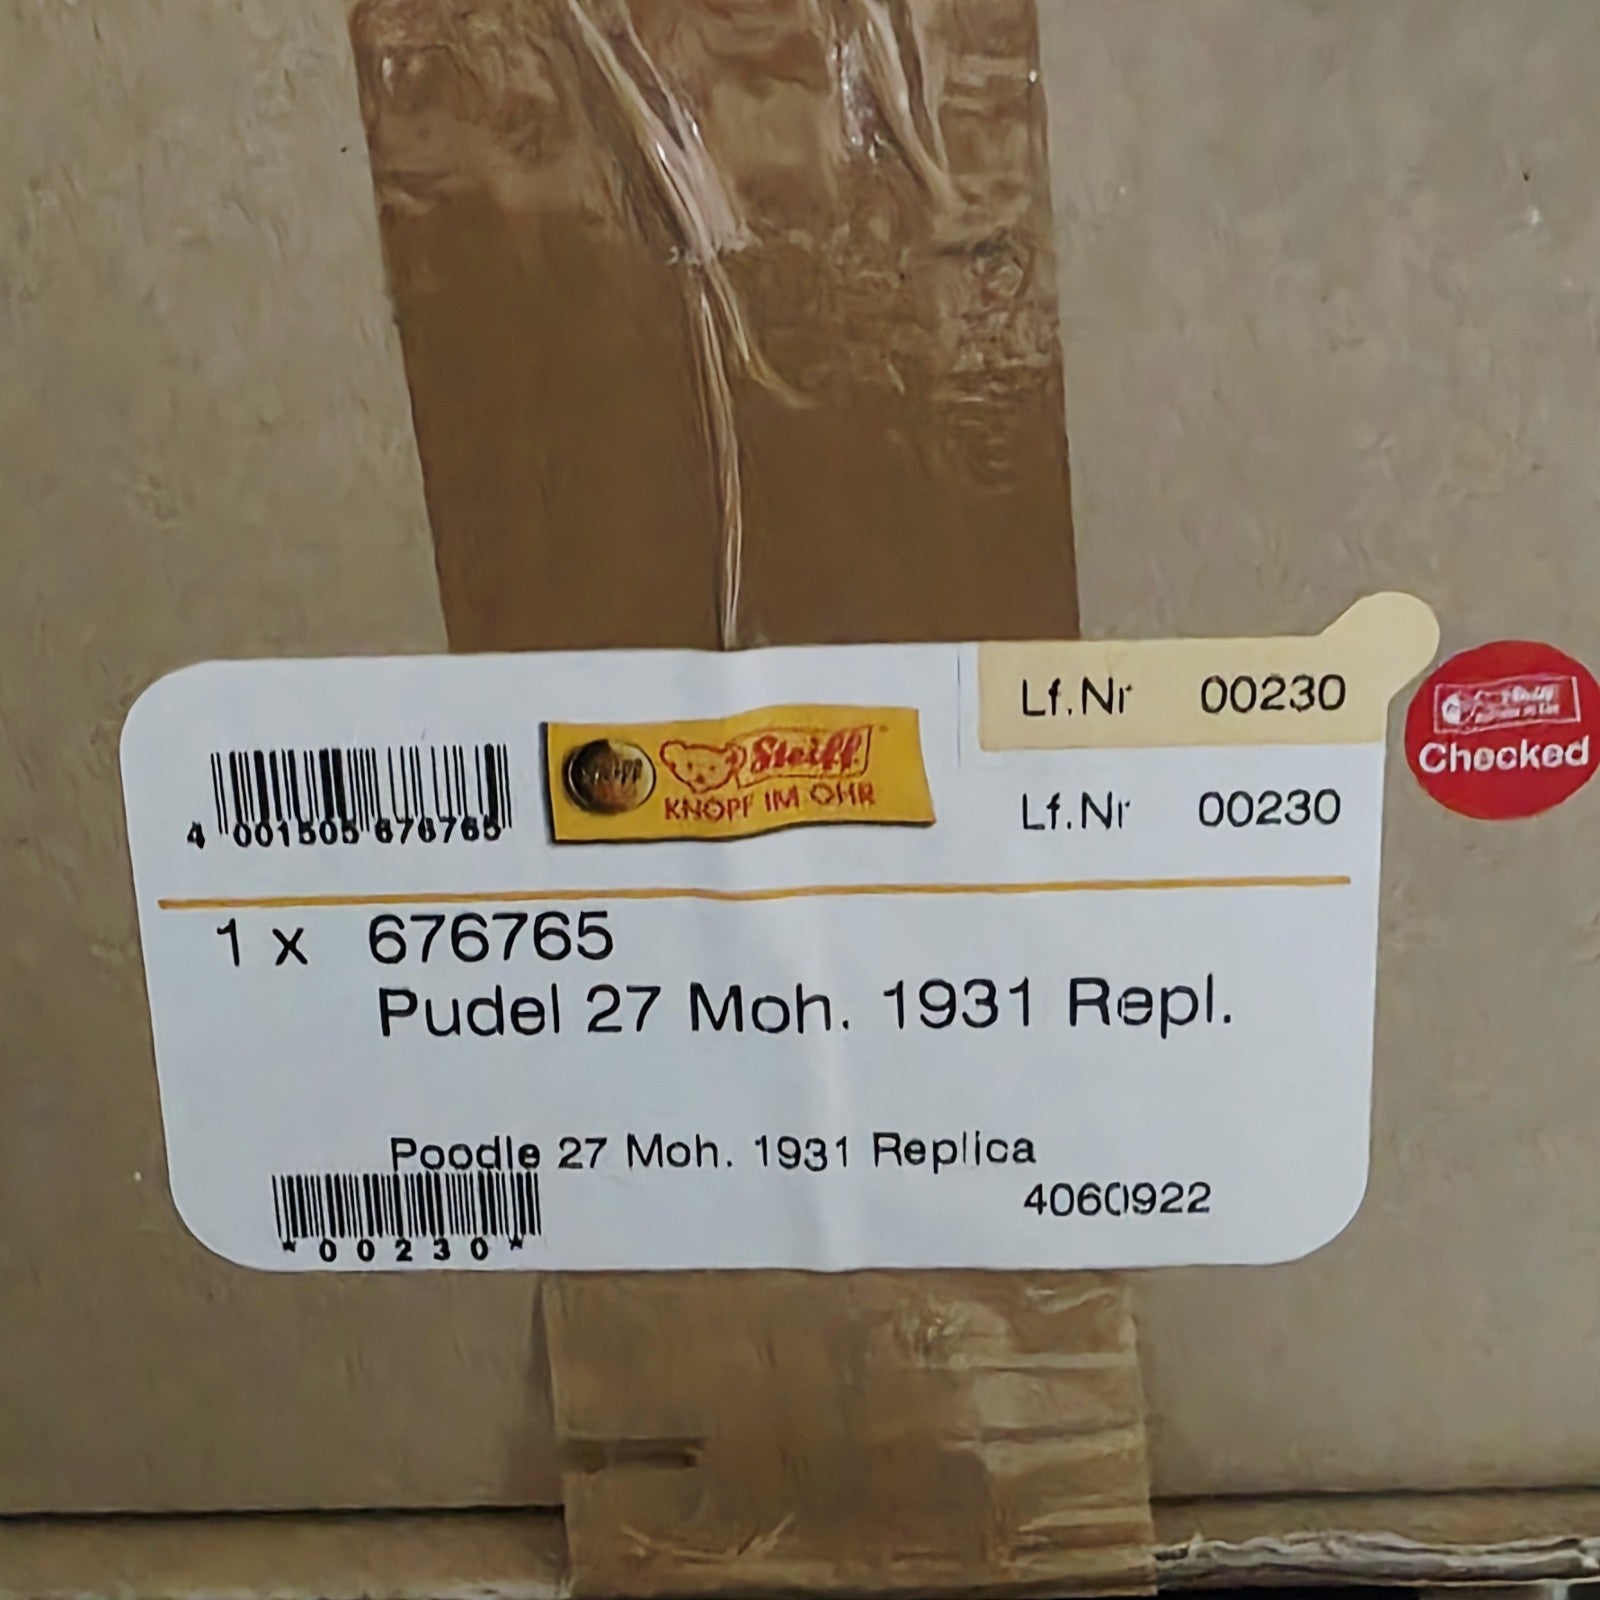 Lf.Nr 00230
Checked
Steiff
KNOPF IM OHR
Lf.Nr 00230
4 001505 676765
1 x 676765
Pudel 27 Moh. 1931 Repl.
Poodle 27 Moh. 1931 Replica
4060922
*00230*